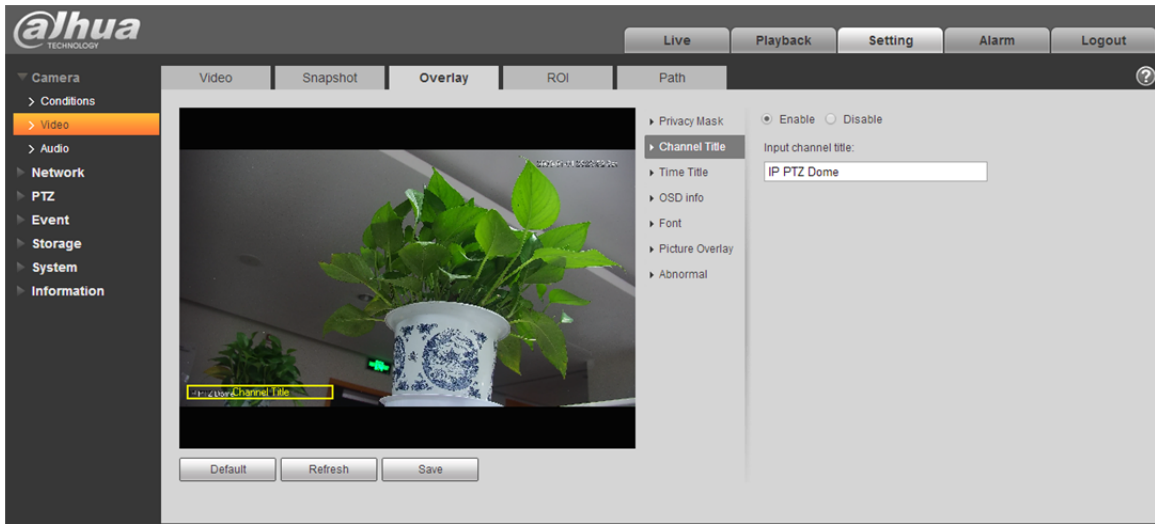 alhua
TECHNOLOGY
Live
Playback
Setting
Alarm
Logout
Camera
Conditions
Video
Audio
Network
PTZ
Event
Storage
System
Information
Video
Snapshot
Overlay
ROI
Path
?
Channel Title
Default
Refresh
Save
Privacy Mask
Channel Title
Time Title
OSD info
Font
Picture Overlay
Abnormal
Enable
Disable
Input channel title:
IP PTZ Dome